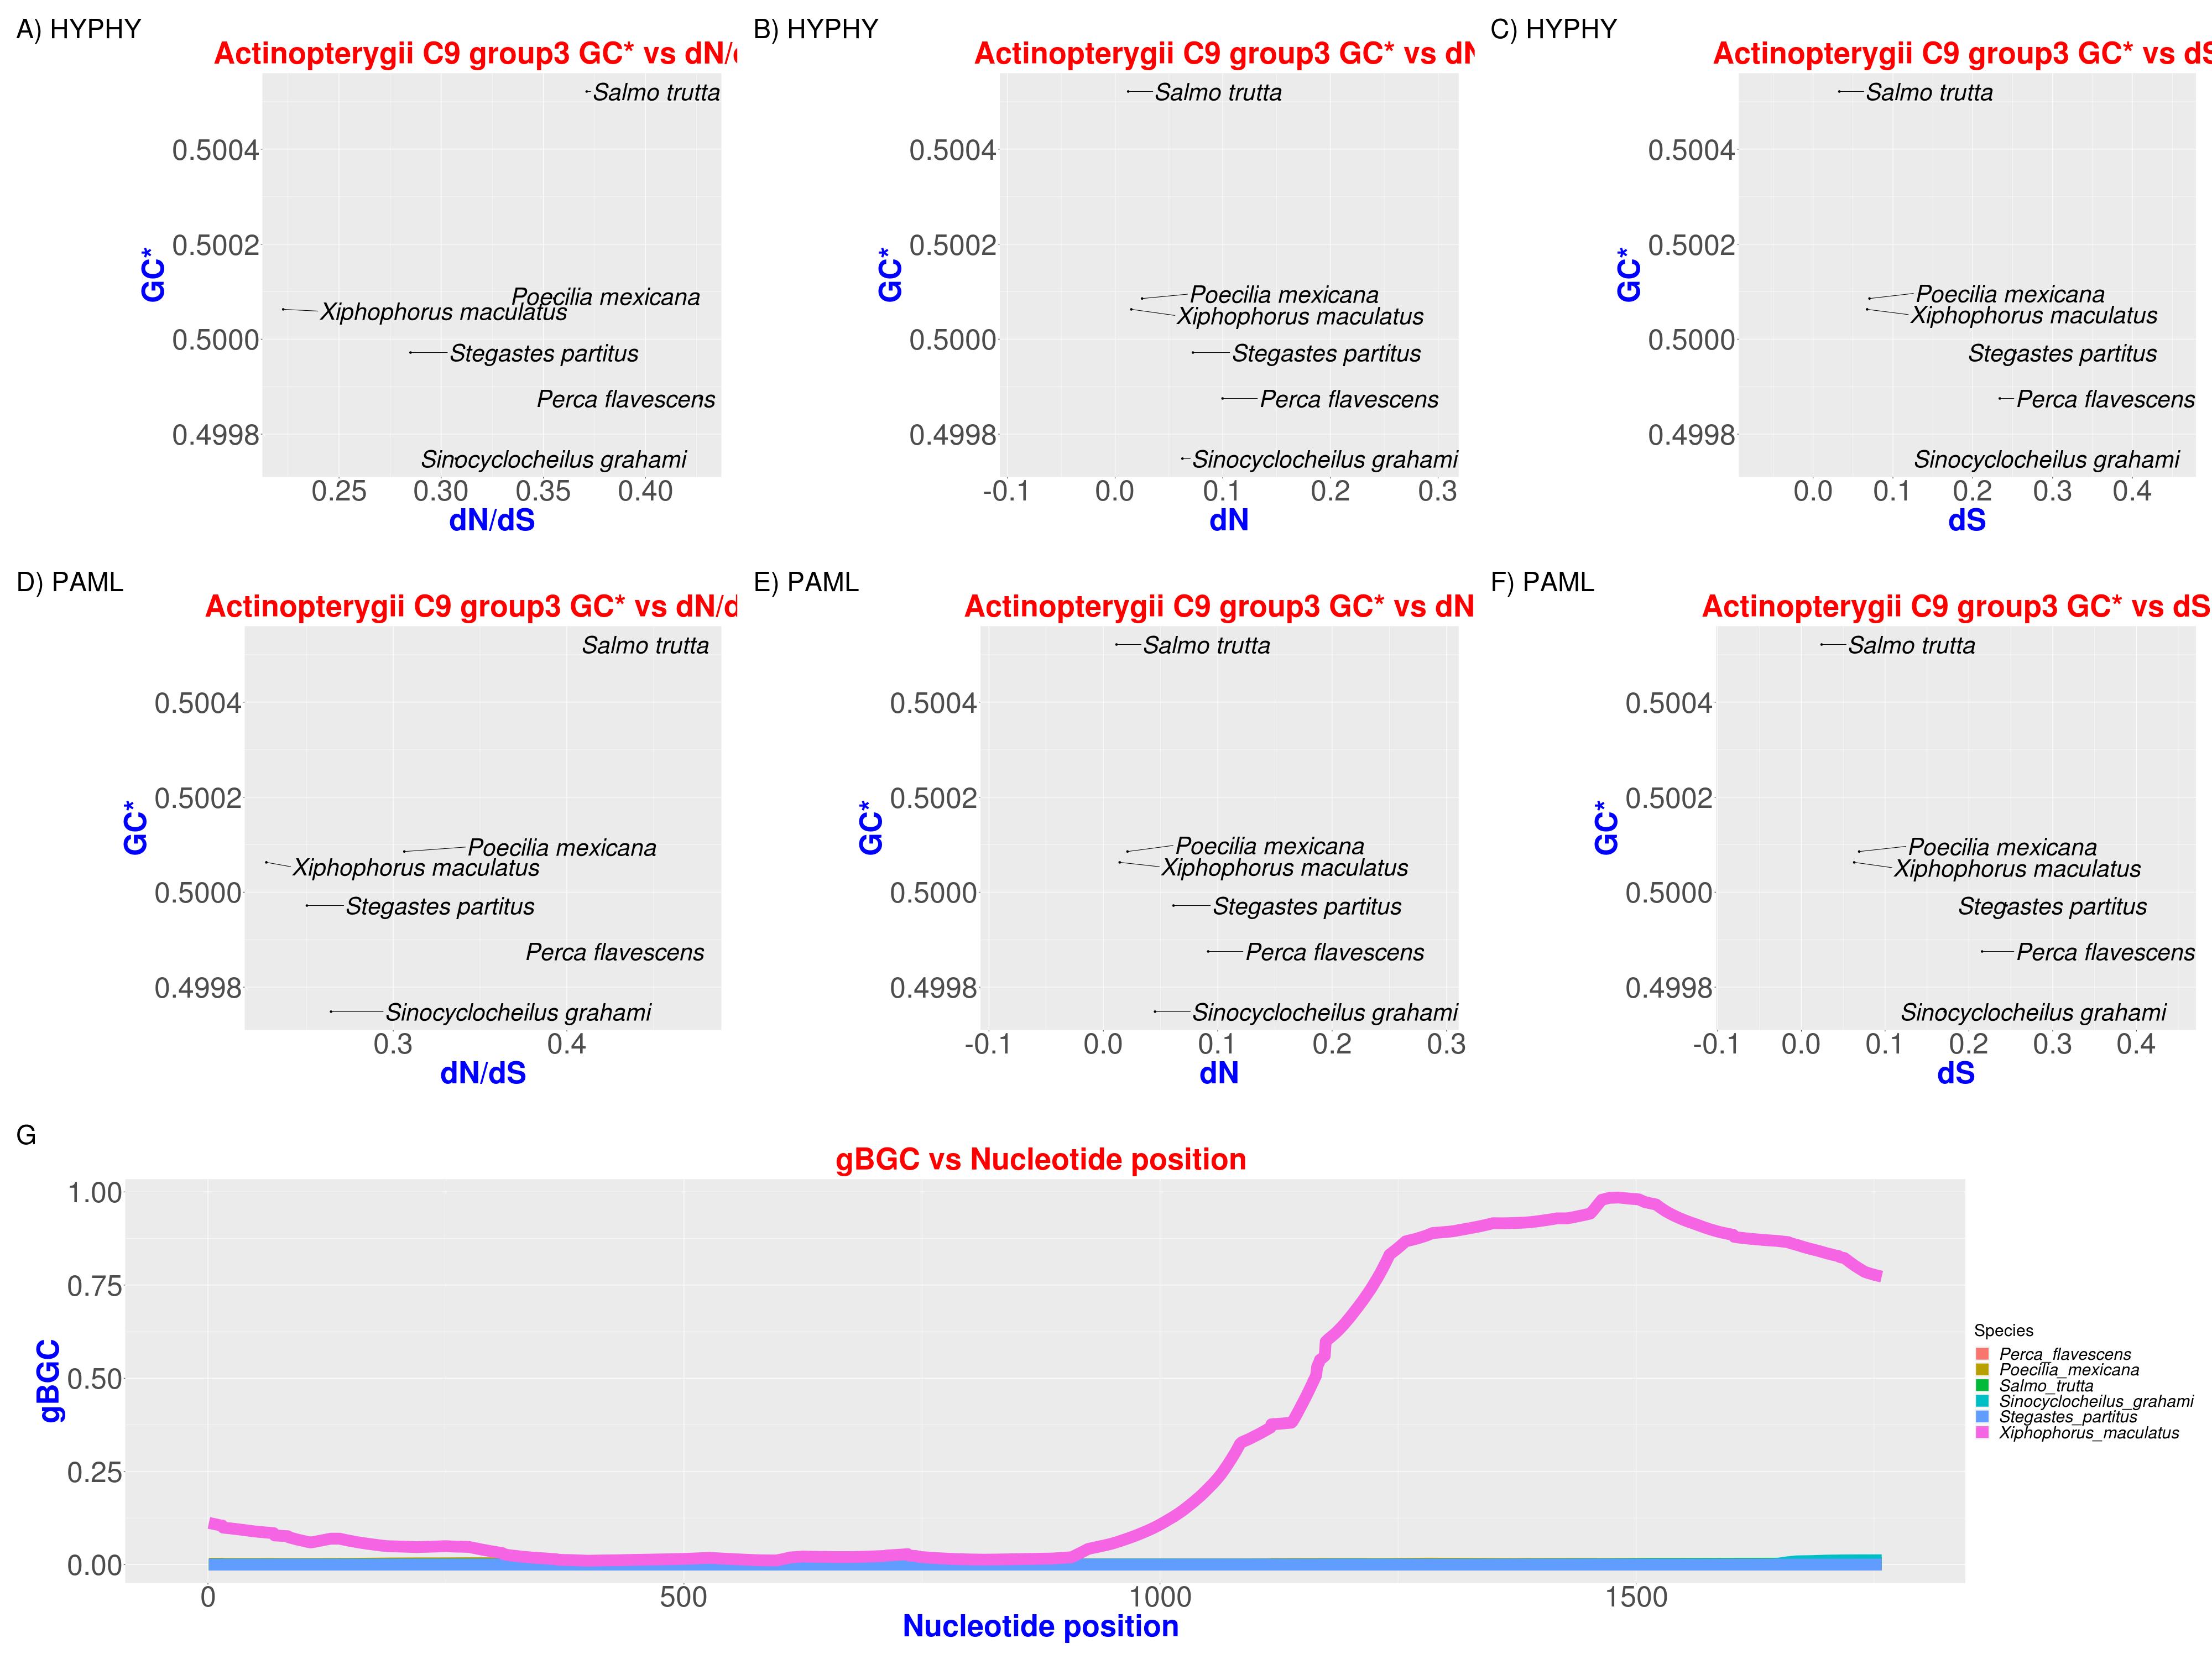 A) HYPHY
Actinopterygii C9 group3 GC* vs dN/
Salmo trutta
0.5004
0.5002
Poecilia mexicana
Xiphophorus maculatus
0.5000
Stegastes partitus
Perca flavescens
0.4998
Sinocyclocheilus grahami
GC*
0.25 0.30 0.35 0.40
dN/dS
B) HYPHY
Actinopterygii C9 group3 GC* vs dN
Salmo trutta
0.5004
0.5002
Poecilia mexicana
Xiphophorus maculatus
0.5000
Stegastes partitus
Perca flavescens
0.4998
Sinocyclocheilus grahami
GC*
-0.1 0.0 0.1 0.2 0.3
dN
C) HYPHY
Actinopterygii C9 group3 GC* vs dS
Salmo trutta
0.5004
0.5002
Poecilia mexicana
Xiphophorus maculatus
0.5000
Stegastes partitus
Perca flavescens
0.4998
Sinocyclocheilus grahami
GC*
0.0 0.1 0.2 0.3 0.4
dS
D) PAML
Actinopterygii C9 group3 GC* vs dN/d
Salmo trutta
0.5004
0.5002
Poecilia mexicana
Xiphophorus maculatus
0.5000
Stegastes partitus
Perca flavescens
0.4998
Sinocyclocheilus grahami
GC*
0.3 0.4
dN/dS
E) PAML
Actinopterygii C9 group3 GC* vs dN
Salmo trutta
0.5004
0.5002
Poecilia mexicana
Xiphophorus maculatus
0.5000
Stegastes partitus
Perca flavescens
0.4998
Sinocyclocheilus grahami
GC*
-0.1 0.0 0.1 0.2 0.3
dN
F) PAML
Actinopterygii C9 group3 GC* vs dS
Salmo trutta
0.5004
0.5002
Poecilia mexicana
Xiphophorus maculatus
0.5000
Stegastes partitus
Perca flavescens
0.4998
Sinocyclocheilus grahami
GC*
-0.1 0.0 0.1 0.2 0.3 0.4
dS
G
gBGC vs Nucleotide position
1.00
0.75
0.50
0.25
0.00
gBGC
0 500 1000 1500
Nucleotide position
Species
Perca_flavescens
Poecilia_mexicana
Salmo_trutta
Sinocyclocheilus_grahami
Stegastes_partitus
Xiphophorus_maculatus